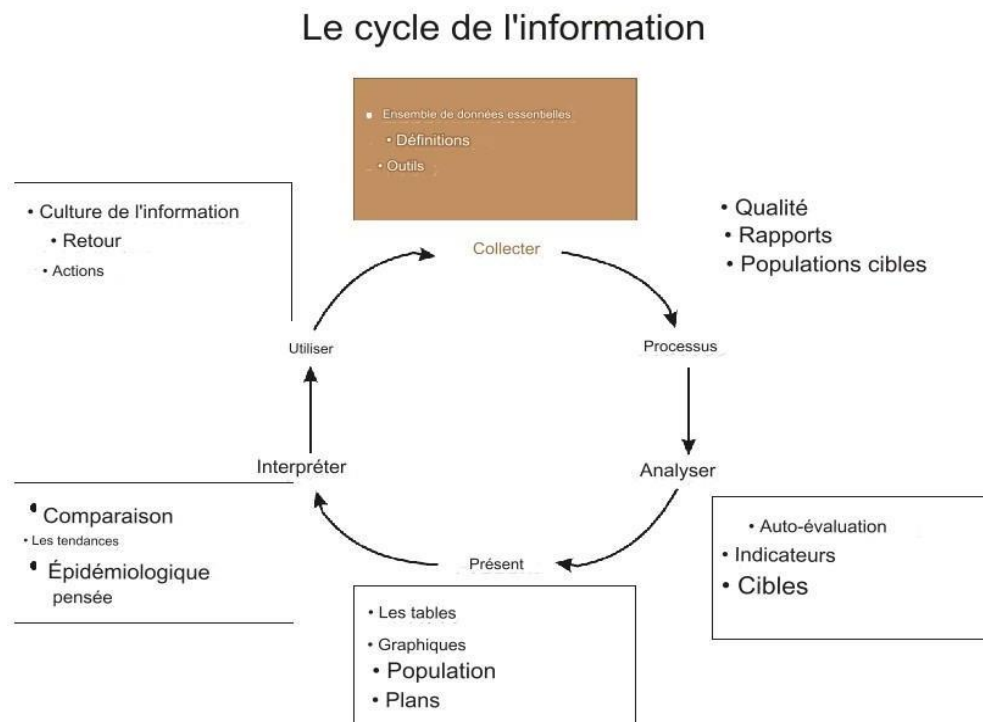 Le cycle de l'information
• Ensemble de données essentielles
• Définitions
• Outils
• Culture de l'information
• Retour
• Actions
• Qualité
• Rapports
• Populations cibles
Collecter
Utiliser
Processus
Interpréter
Analyser
• Comparaison
• Les tendances
• Épidémiologique
pensée
Présent
• Auto-évaluation
• Indicateurs
• Cibles
• Les tables
• Graphiques
• Population
• Plans